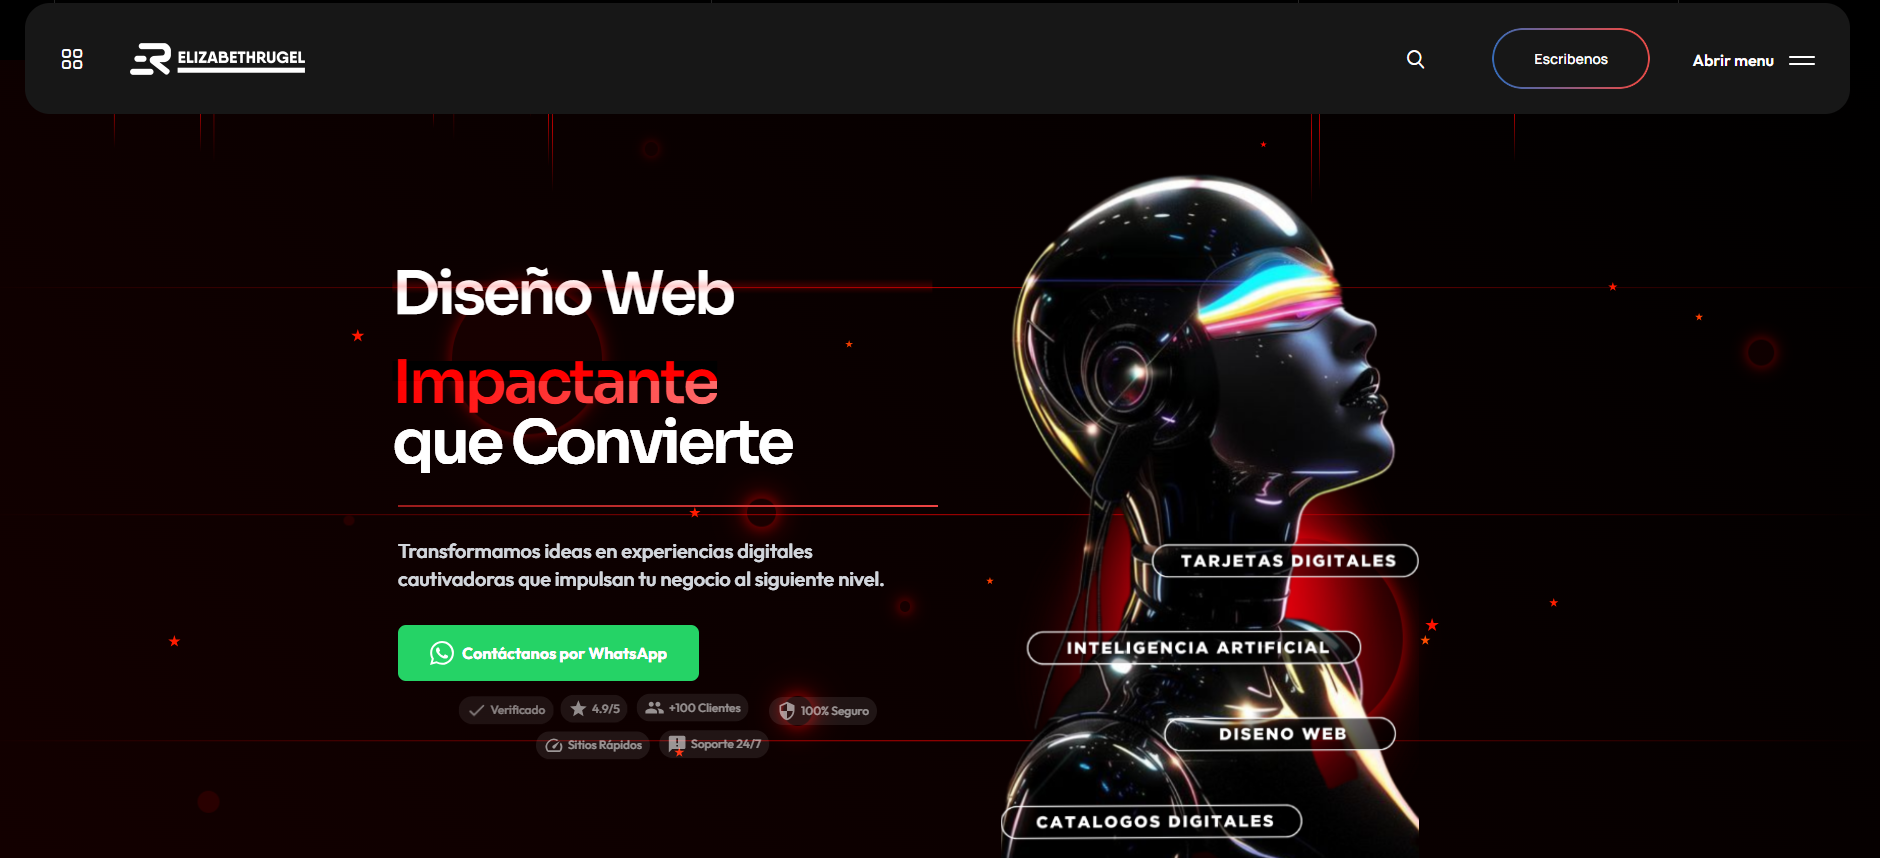 ELIZABETHRUGEL
Escribenos
Abrir menu
Diseño Web
Impactante
que Convierte
Transformamos ideas en experiencias digitales
cautivadoras que impulsan tu negocio al siguiente nivel.
Contáctanos por WhatsApp
Verificado
4.9/5
+100 Clientes
100% Seguro
Sitios Rápidos
Soporte 24/7
TARJETAS DIGITALES
INTELIGENCIA ARTIFICIAL
DISENO WEB
CATALOGOS DIGITALES